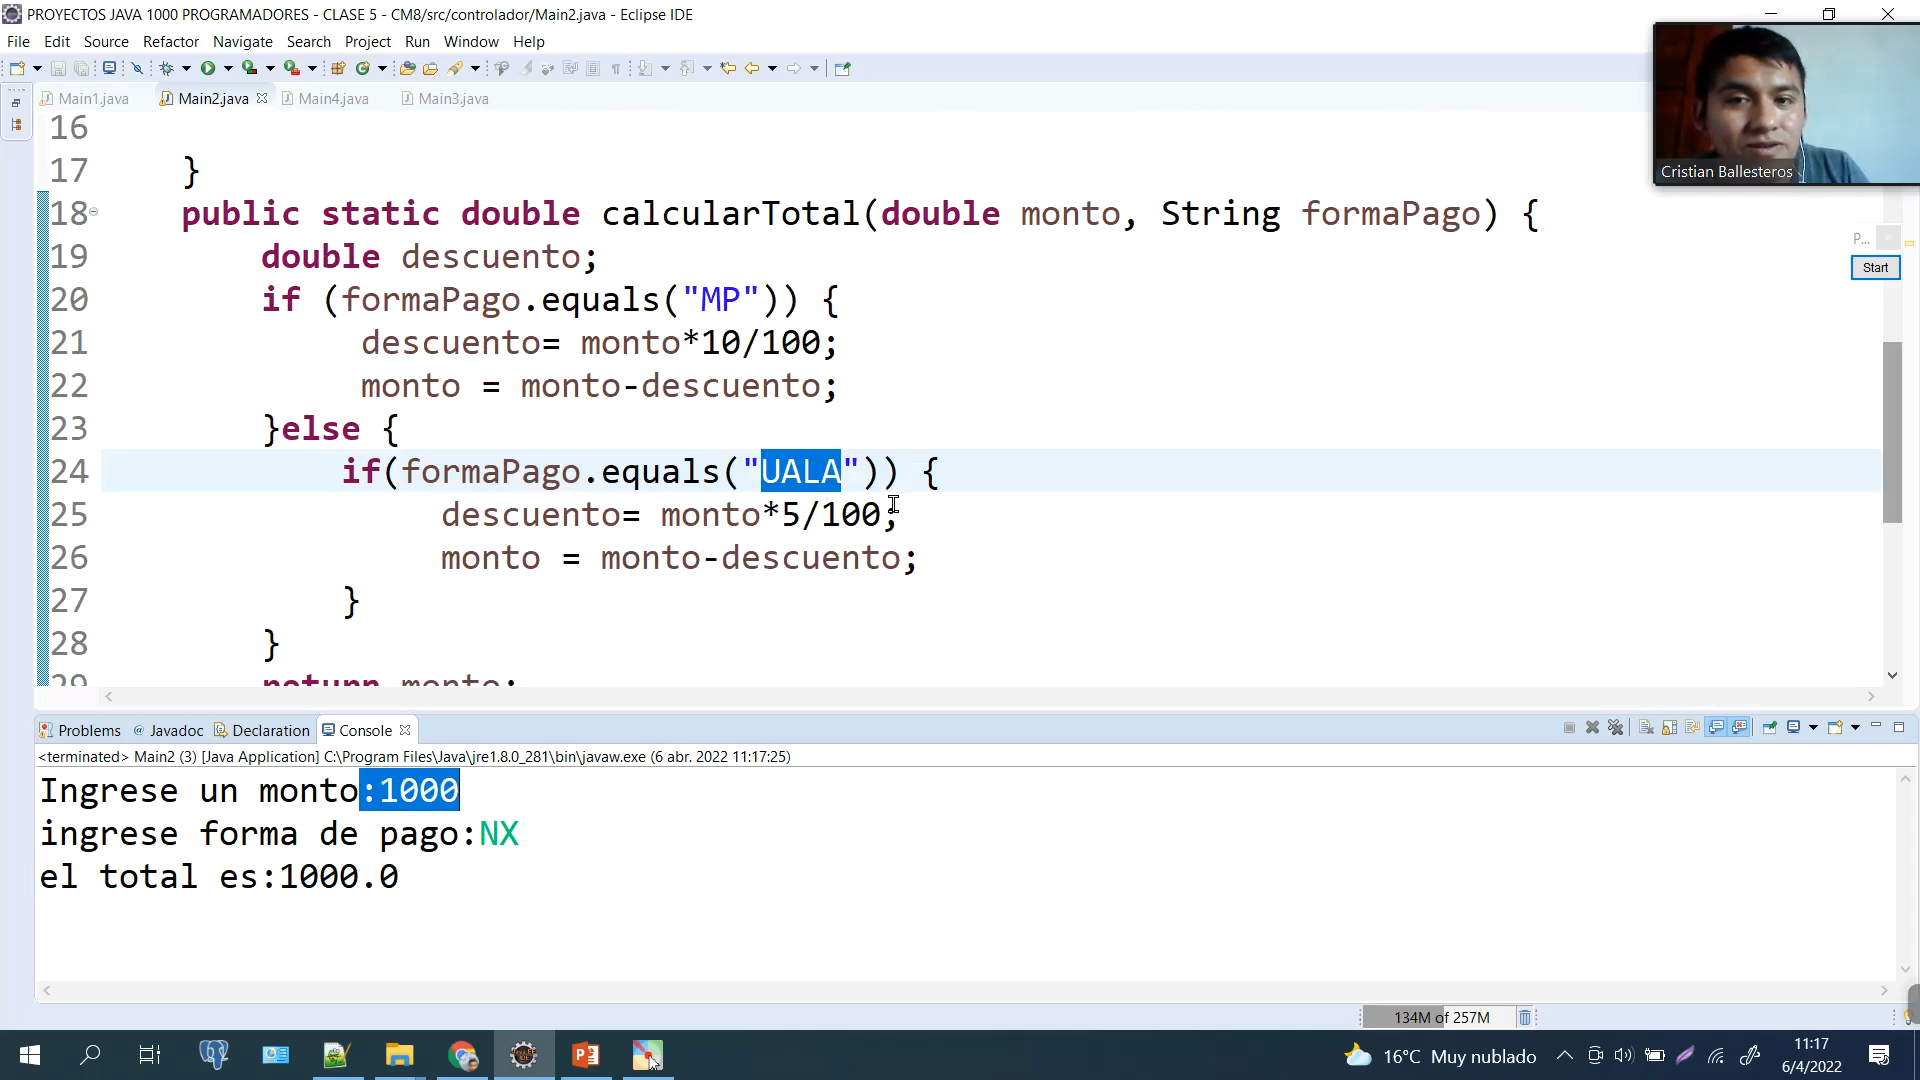 PROYECTOS JAVA 1000 PROGRAMADORES - CLASE 5 - CM8/src/controlador/Main2.java - Eclipse IDE
File Edit Source Refactor Navigate Search Project Run Window Help
Main1.java Main2.java Main4.java Main3.java
Cristian Ballesteros
P...
Start
16
17 }
18 public static double calcularTotal(double monto, String formaPago) {
19 double descuento;
20 if (formaPago.equals("MP")) {
21 descuento= monto*10/100;
22 monto = monto-descuento;
23 }else {
24 if(formaPago.equals("UALA")) {
25 descuento= monto*5/100;
26 monto = monto-descuento;
27 }
28 }
29 return monto;
Problems @ Javadoc Declaration Console
<terminated> Main2 (3) [Java Application] C:\Program Files\Java\jre1.8.0_281\bin\javaw.exe (6 abr. 2022 11:17:25)
Ingrese un monto:1000
ingrese forma de pago:NX
el total es:1000.0
134M of 257M
16°C Muy nublado
11:17
6/4/2022